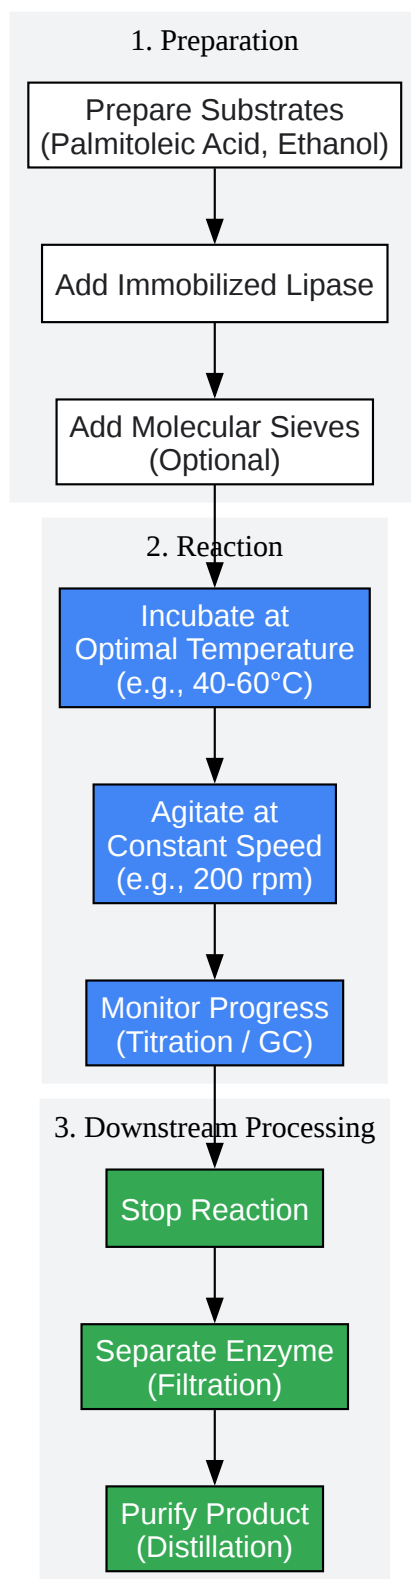 1. Preparation
Prepare Substrates
(Palmitoleic Acid, Ethanol)
Add Immobilized Lipase
Add Molecular Sieves
(Optional)
2. Reaction
Incubate at
Optimal Temperature
(e.g., 40-60°C)
Agitate at
Constant Speed
(e.g., 200 rpm)
Monitor Progress
(Titration / GC)
3. Downstream Processing
Stop Reaction
Separate Enzyme
(Filtration)
Purify Product
(Distillation)